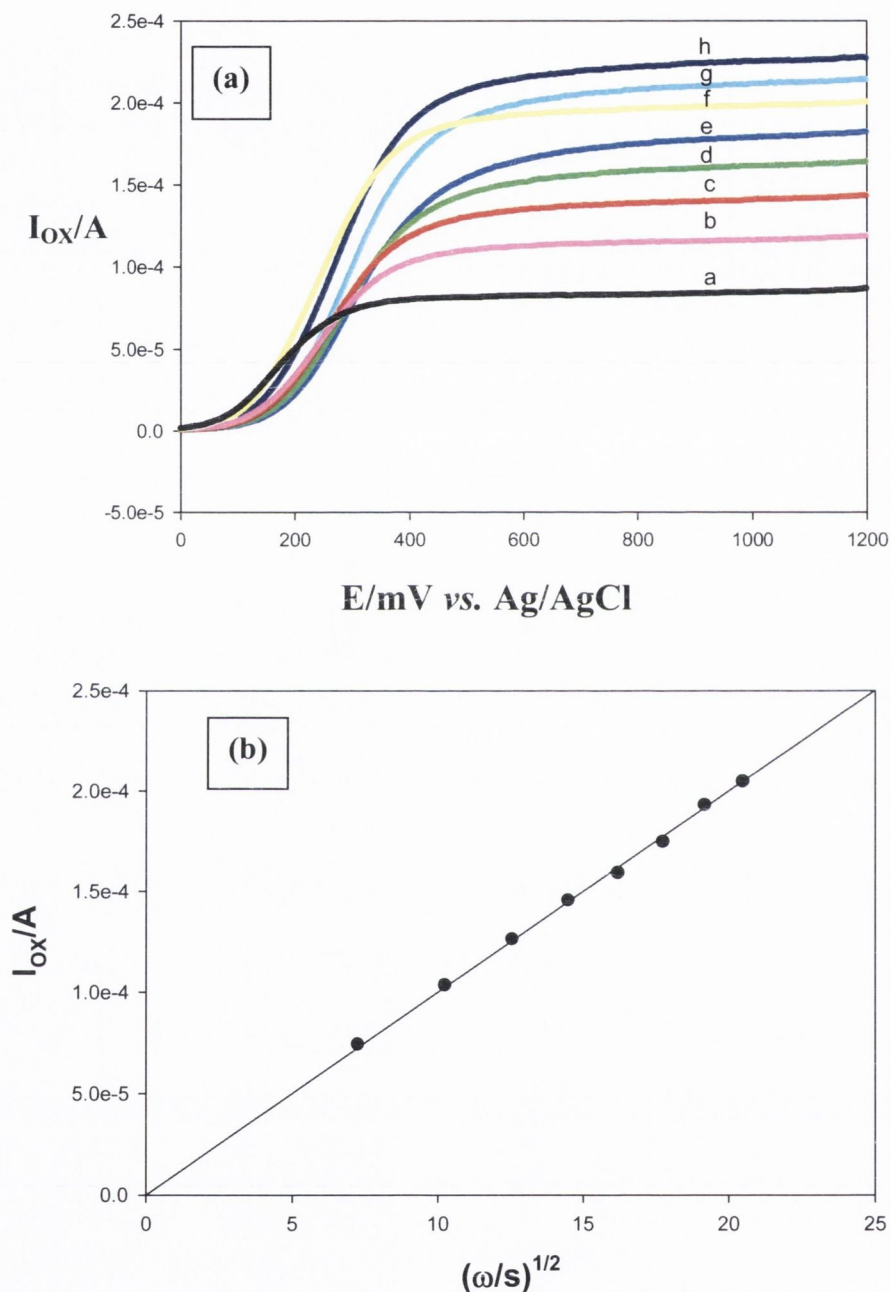 (a)
2.5e-4
2.0e-4
1.5e-4
1.0e-4
5.0e-5
0.0
-5.0e-5
I_OX/A
h
g
f
e
d
c
b
a
0 200 400 600 800 1000 1200
E/mV vs. Ag/AgCl
(b)
2.5e-4
2.0e-4
1.5e-4
1.0e-4
5.0e-5
0.0
I_OX/A
0 5 10 15 20 25
(ω/s)^1/2